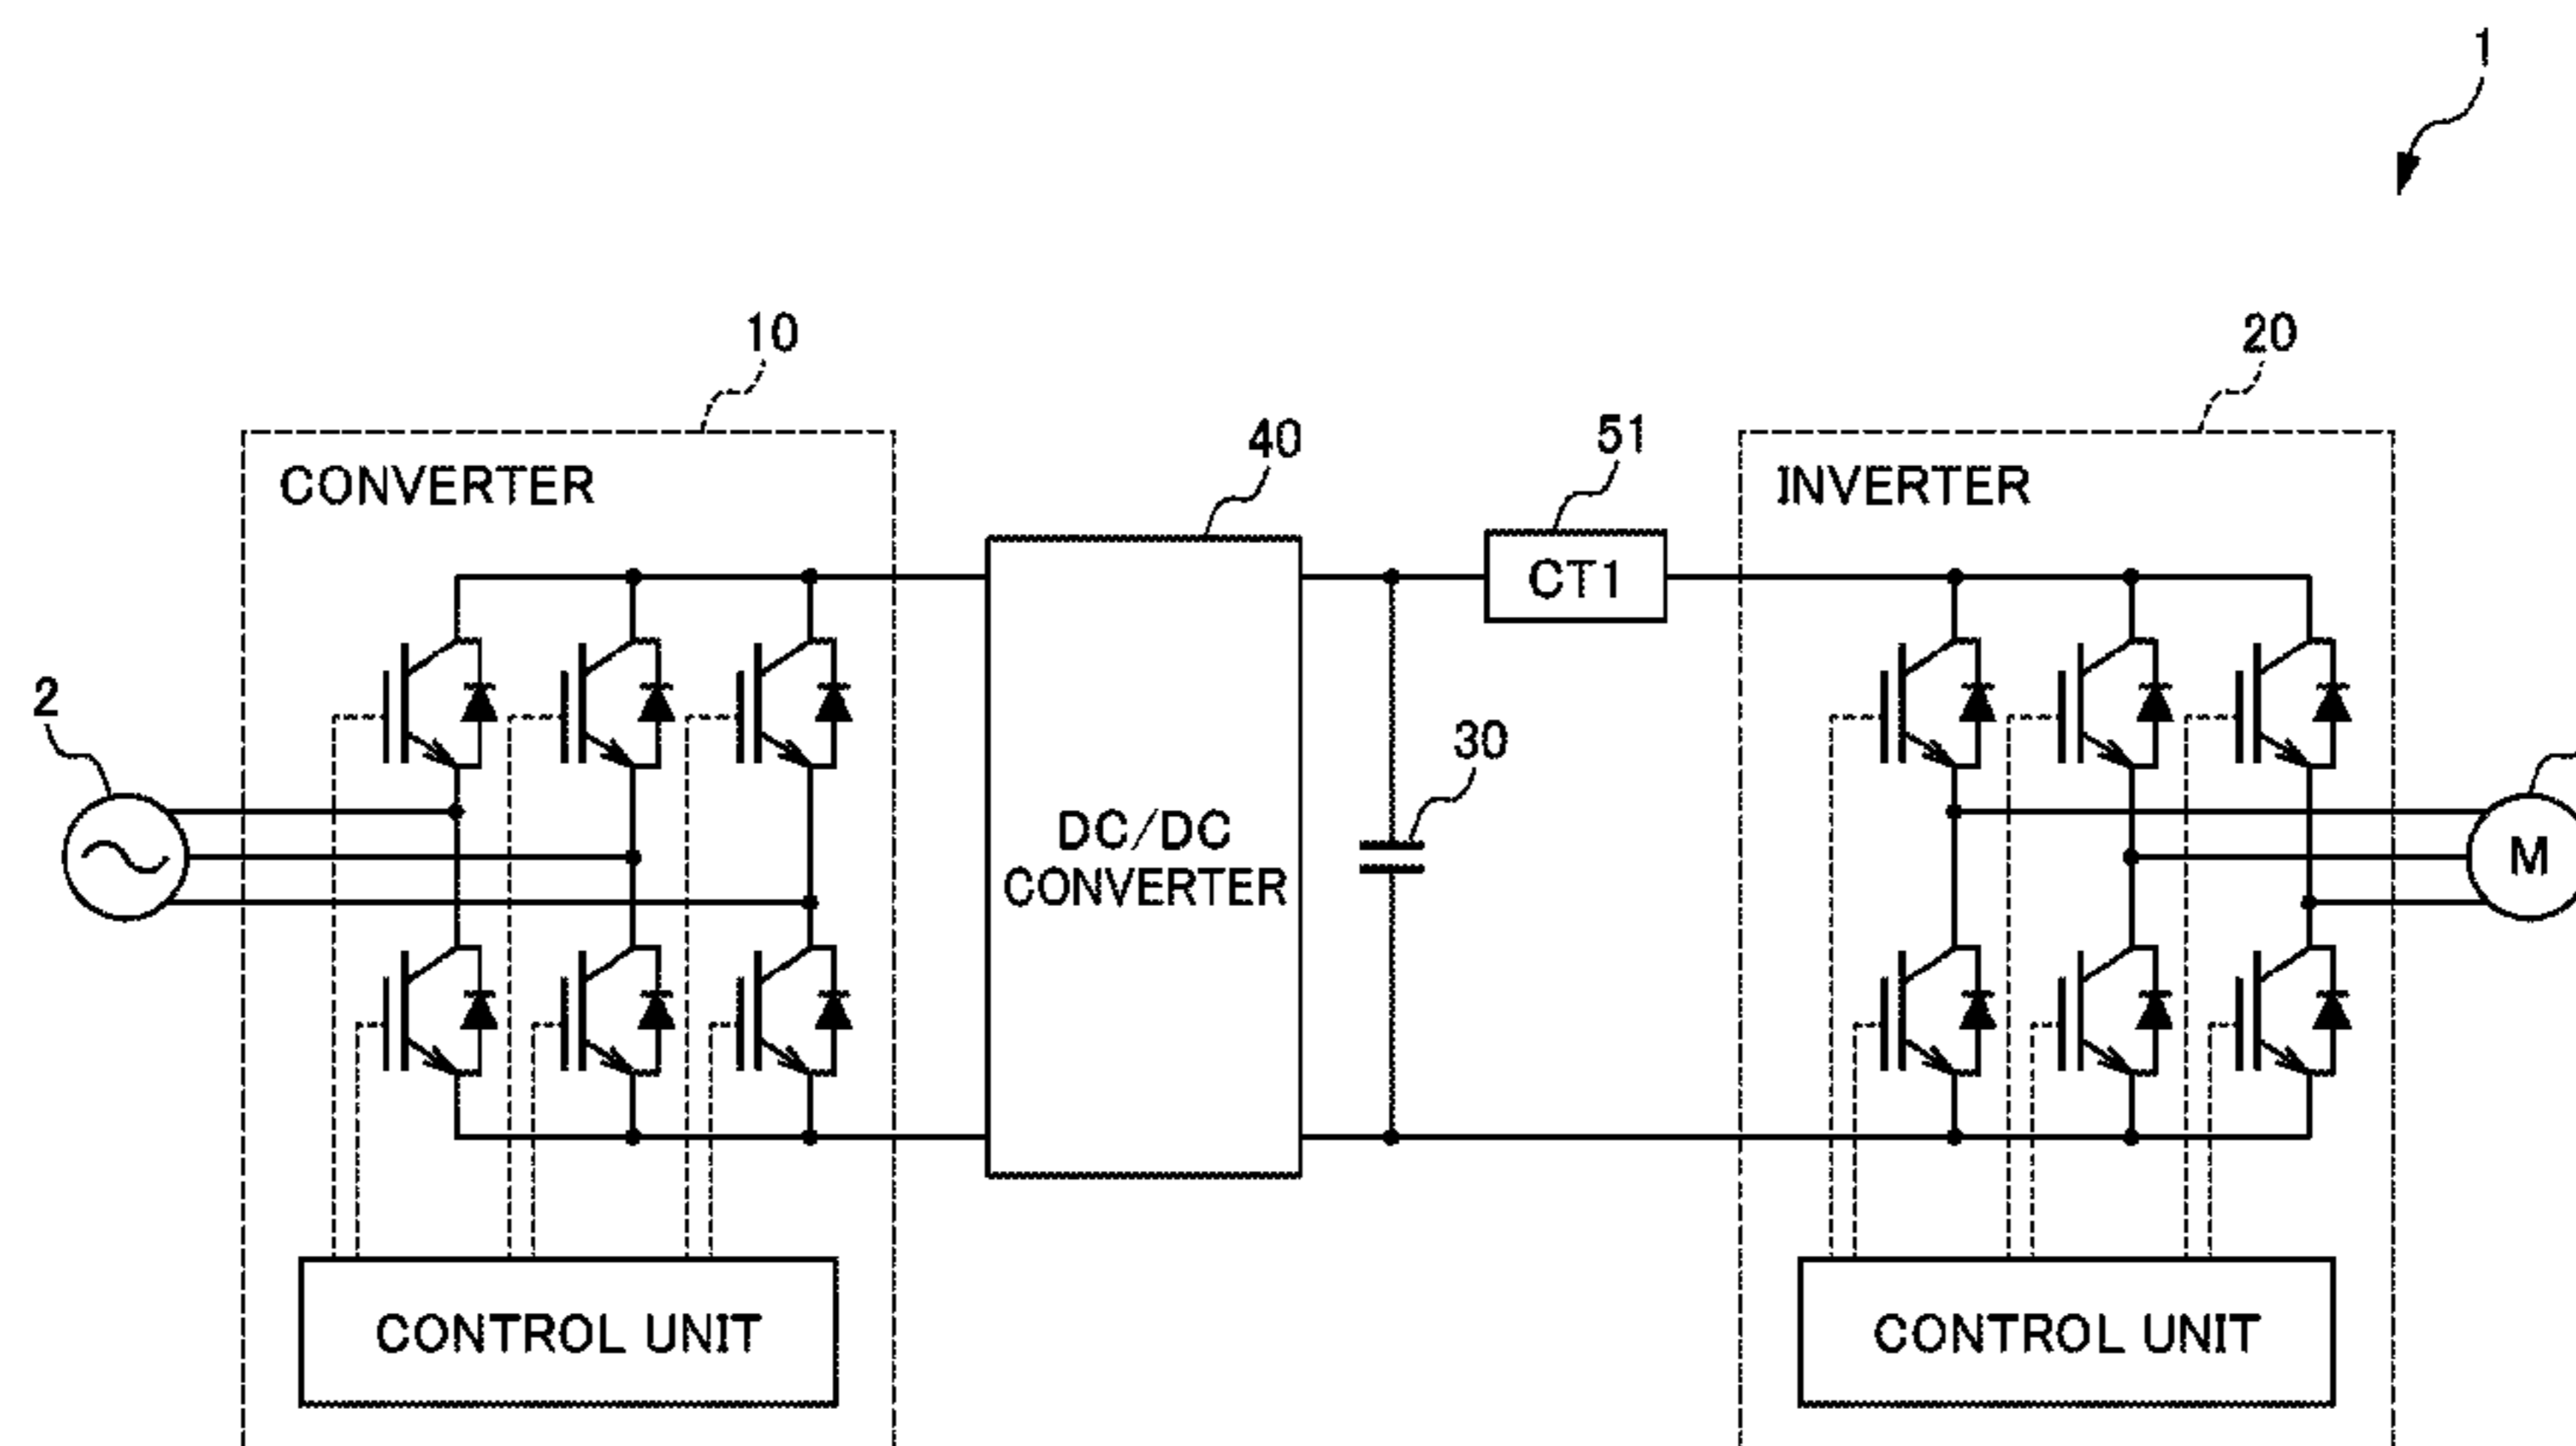 1
10
20
40
51
CONVERTER
INVERTER
CT1
2
30
DC/DC
CONVERTER
M
CONTROL UNIT
CONTROL UNIT